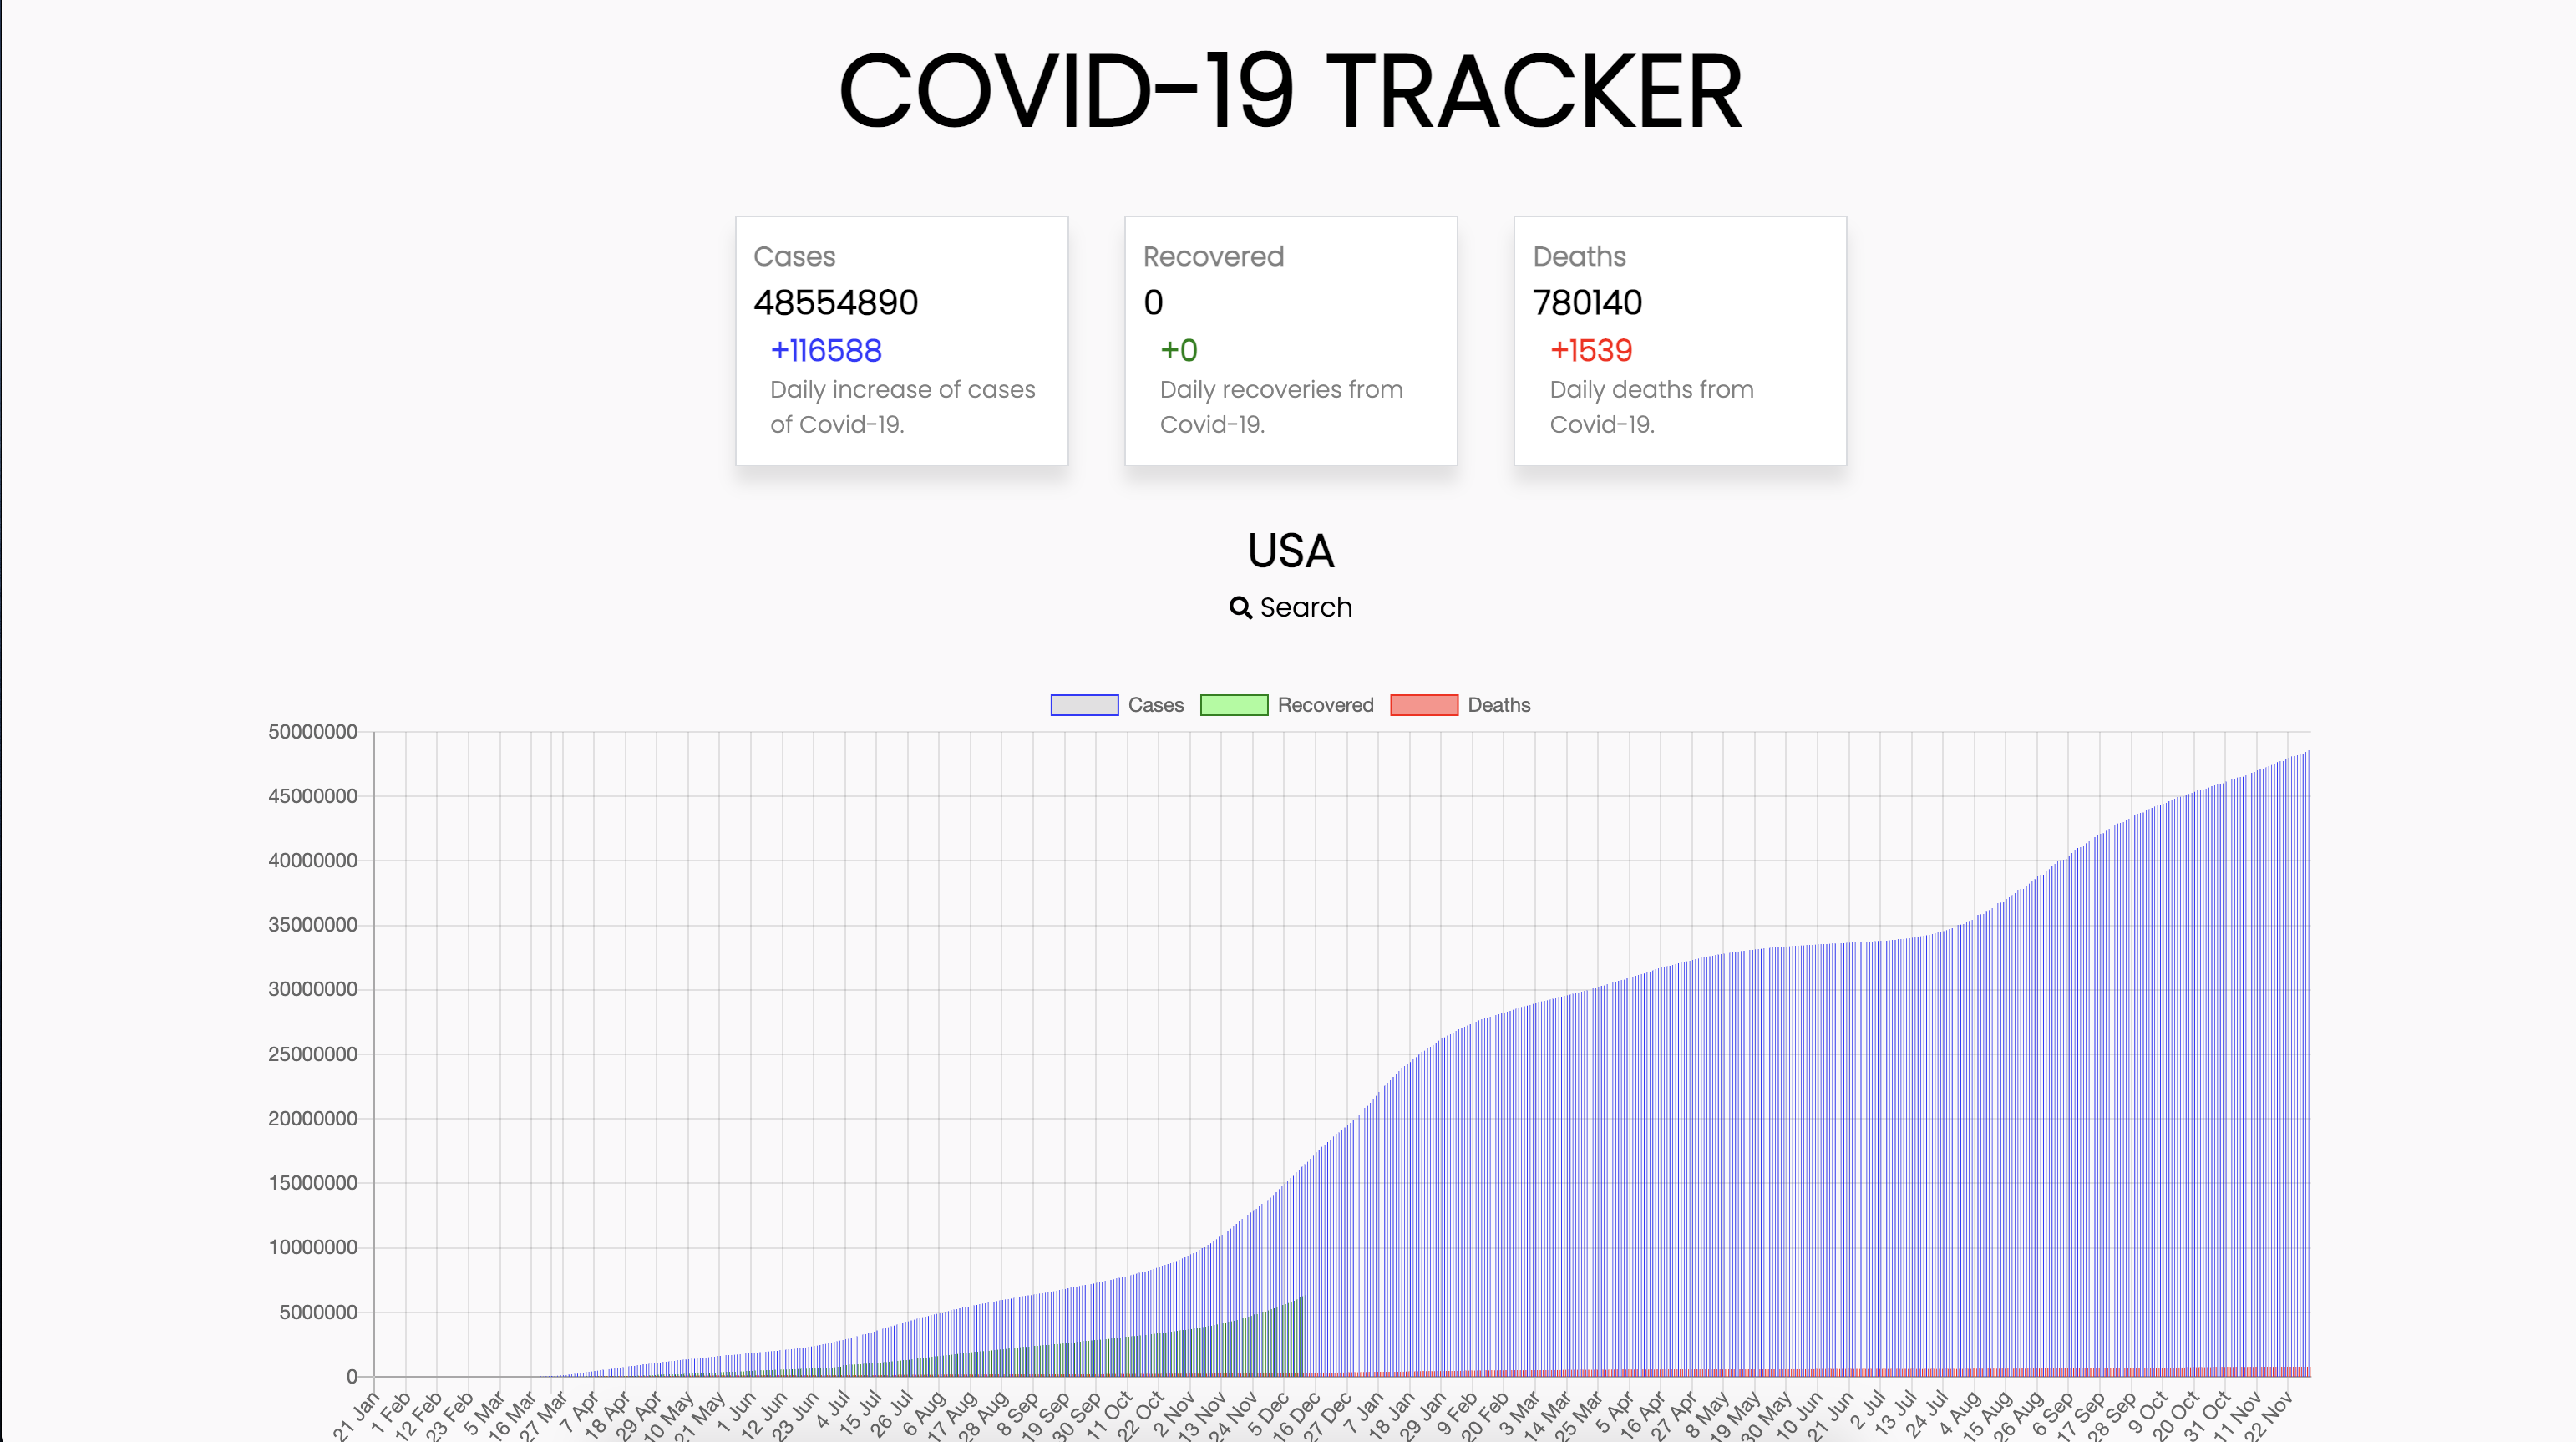 COVID-19 TRACKER
Cases
48554890
+116588
Daily increase of cases
of Covid-19.
Recovered
0
+0
Daily recoveries from
Covid-19.
Deaths
780140
+1539
Daily deaths from
Covid-19.
USA
Search
Cases Recovered Deaths
50000000
45000000
40000000
35000000
30000000
25000000
20000000
15000000
10000000
5000000
0
21 Jan 1 Feb 12 Feb 23 Feb 5 Mar 16 Mar 27 Mar 7 Apr 18 Apr 29 Apr 10 May 21 May 1 Jun 12 Jun 23 Jun 4 Jul 15 Jul 26 Jul 6 Aug 17 Aug 28 Aug 8 Sep 19 Sep 30 Sep 11 Oct 22 Oct 2 Nov 13 Nov 24 Nov 5 Dec 16 Dec 27 Dec 7 Jan 18 Jan 29 Jan 9 Feb 20 Feb 3 Mar 14 Mar 25 Mar 5 Apr 16 Apr 27 Apr 8 May 19 May 30 May 10 Jun 21 Jun 2 Jul 13 Jul 24 Jul 4 Aug 15 Aug 26 Aug 6 Sep 17 Sep 28 Sep 9 Oct 20 Oct 31 Oct 11 Nov 22 Nov